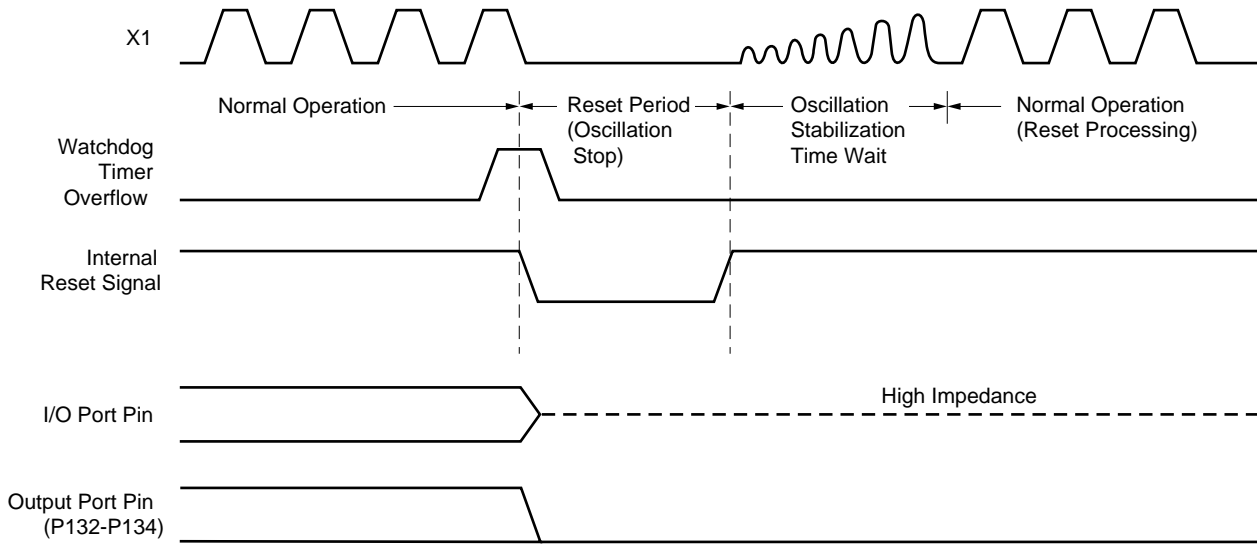 X1
Normal Operation
Reset Period
(Oscillation
Stop)
Oscillation
Stabilization
Time Wait
Normal Operation
(Reset Processing)
Watchdog
Timer
Overflow
Internal
Reset Signal
I/O Port Pin
High Impedance
Output Port Pin
(P132-P134)